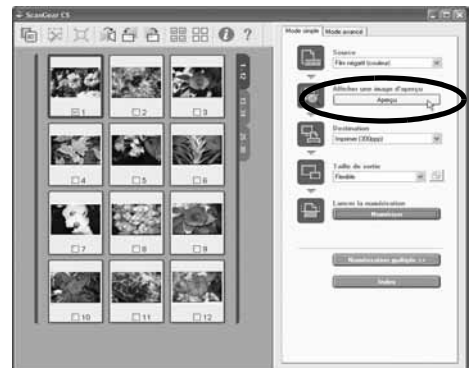 ScanGear CS
?
Mode simple
Mode avancé
Source
Film négatif (couleur)
Afficher une image d'aperçu
Aperçu
Destination
Imprimer (300ppp)
Taille de sortie
Flexible
Lancer la numérisation
Numériser
Numérisation multiple >>
Index
1-12
1
2
3
4
5
6
7
8
9
10
11
12